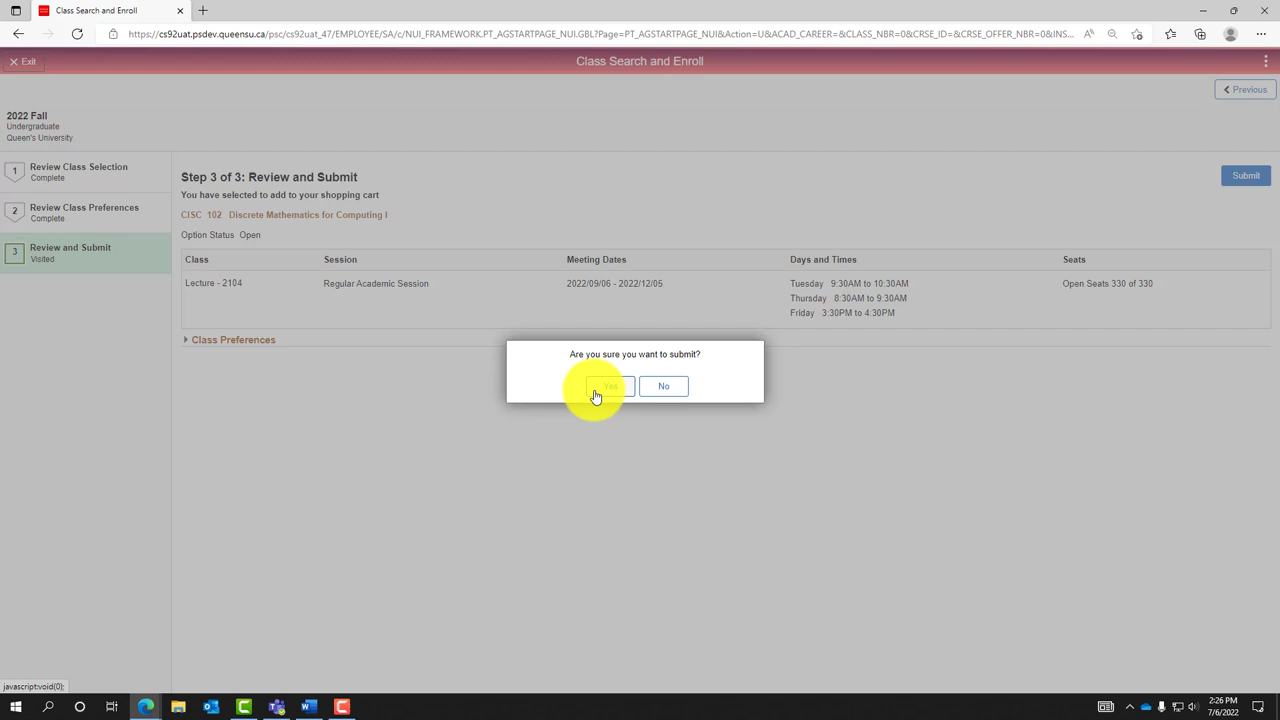 Class Search and Enroll
https://cs92uat.psdev.queensu.ca/psc/cs92uat_47/EMPLOYEE/SA/c/NUI_FRAMEWORK.PT_AGSTARTPAGE_NUI.GBL?Page=PT_AGSTARTPAGE_NUI&Action=U&ACAD_CAREER=&CLASS_NBR=0&CRSE_ID=&CRSE_OFFER_NBR=0&INS...
Exit
Class Search and Enroll
Previous
2022 Fall
Undergraduate
Queen's University
1
Review Class Selection
Complete
2
Review Class Preferences
Complete
3
Review and Submit
Visited
Step 3 of 3: Review and Submit
Submit
You have selected to add to your shopping cart
CISC 102 Discrete Mathematics for Computing I
Option Status Open
Class Session Meeting Dates Days and Times Seats
Lecture - 2104 Regular Academic Session 2022/09/06 - 2022/12/05 Tuesday 9:30AM to 10:30AM Open Seats 330 of 330
Thursday 8:30AM to 9:30AM
Friday 3:30PM to 4:30PM
Class Preferences
Are you sure you want to submit?
Yes No
javascript:void(0);
2:26 PM
7/6/2022